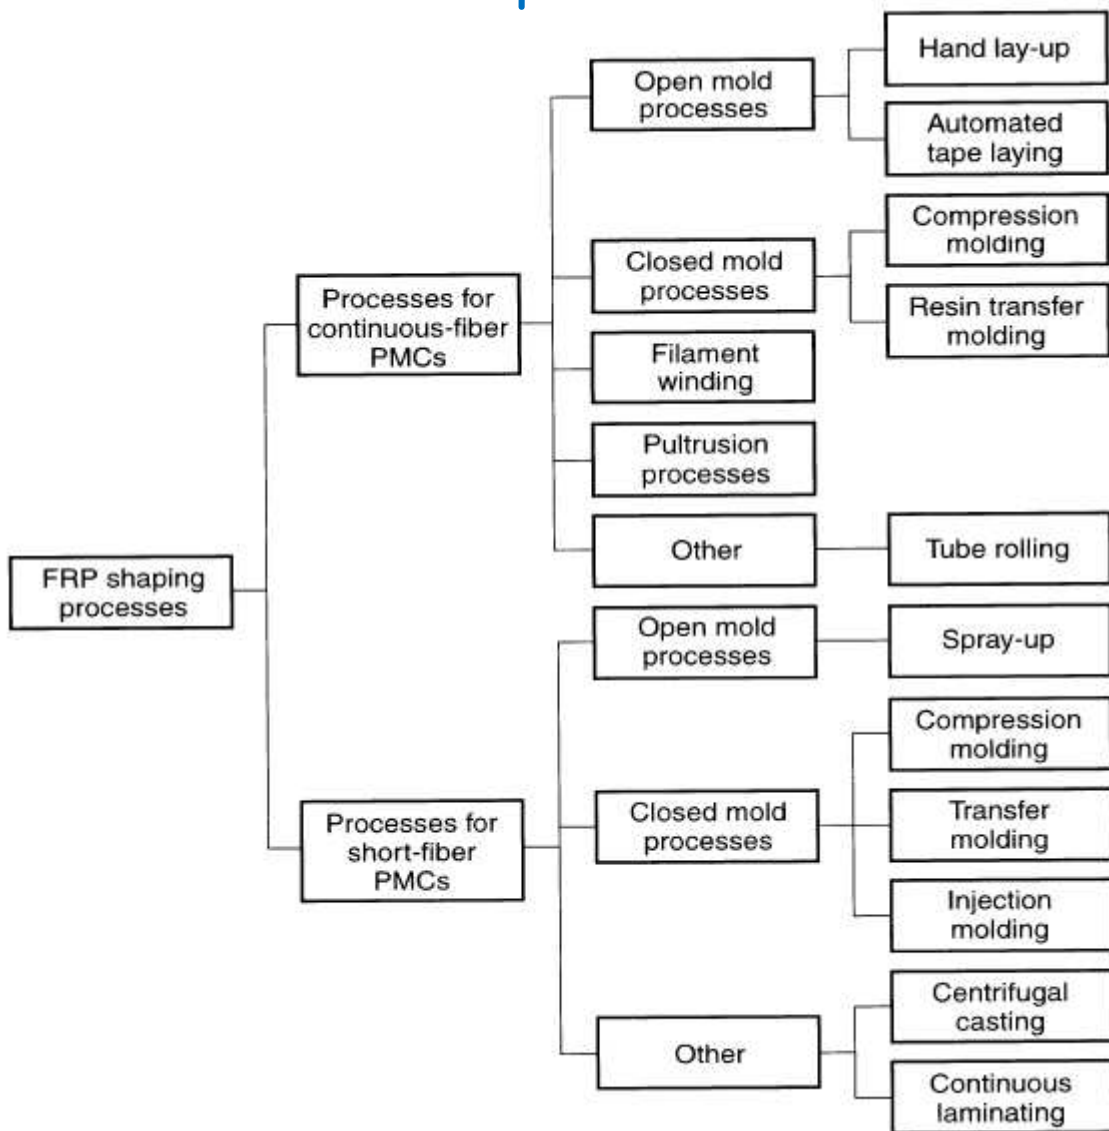 Hand lay-up
Open mold
processes
Automated
tape laying
Compression
molding
Closed mold
processes
Processes for
continuous-fiber
PMCs
Resin transfer
molding
Filament
winding
Pultrusion
processes
Other
Tube rolling
FRP shaping
processes
Open mold
processes
Spray-up
Compression
molding
Closed mold
processes
Transfer
molding
Processes for
short-fiber
PMCs
Injection
molding
Centrifugal
casting
Other
Continuous
laminating